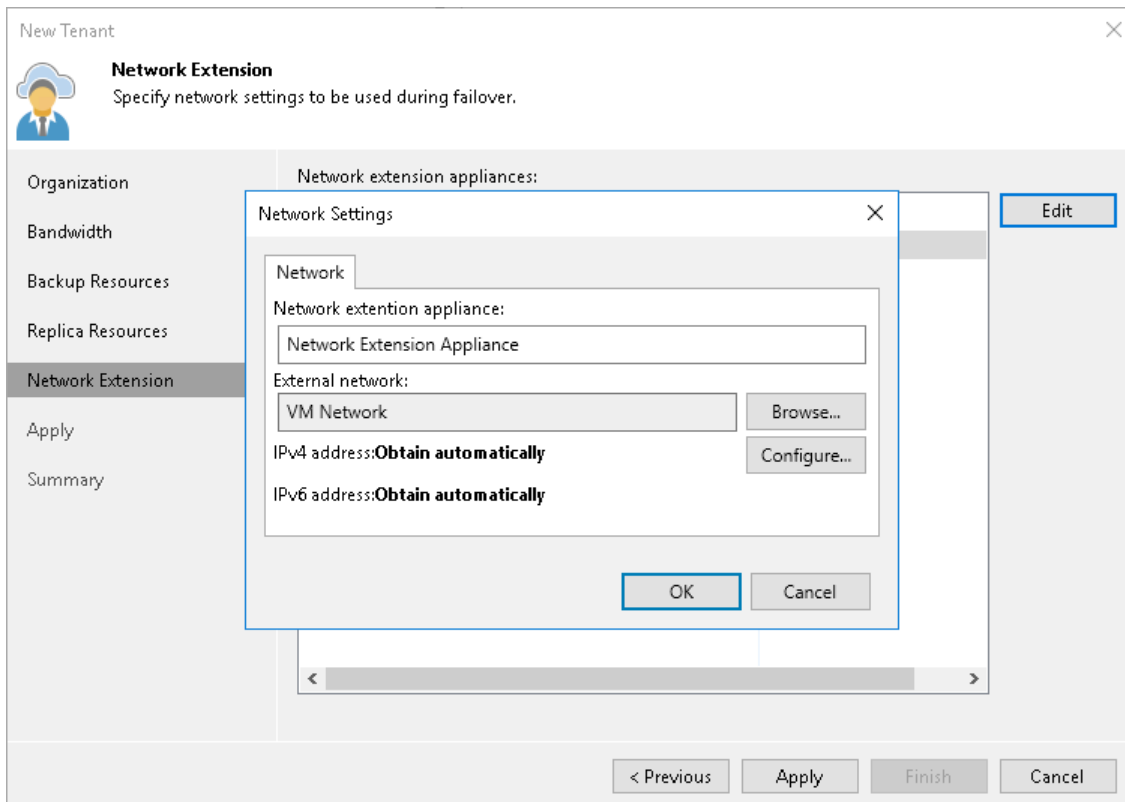 New Tenant
Network Extension
Specify network settings to be used during failover.
Organization
Bandwidth
Backup Resources
Replica Resources
Network Extension
Apply
Summary
Network extension appliances:
Edit
Network Settings
Network
Network extention appliance:
Network Extension Appliance
External network:
VM Network
Browse...
IPv4 address:Obtain automatically
Configure...
IPv6 address:Obtain automatically
OK
Cancel
< Previous
Apply
Finish
Cancel